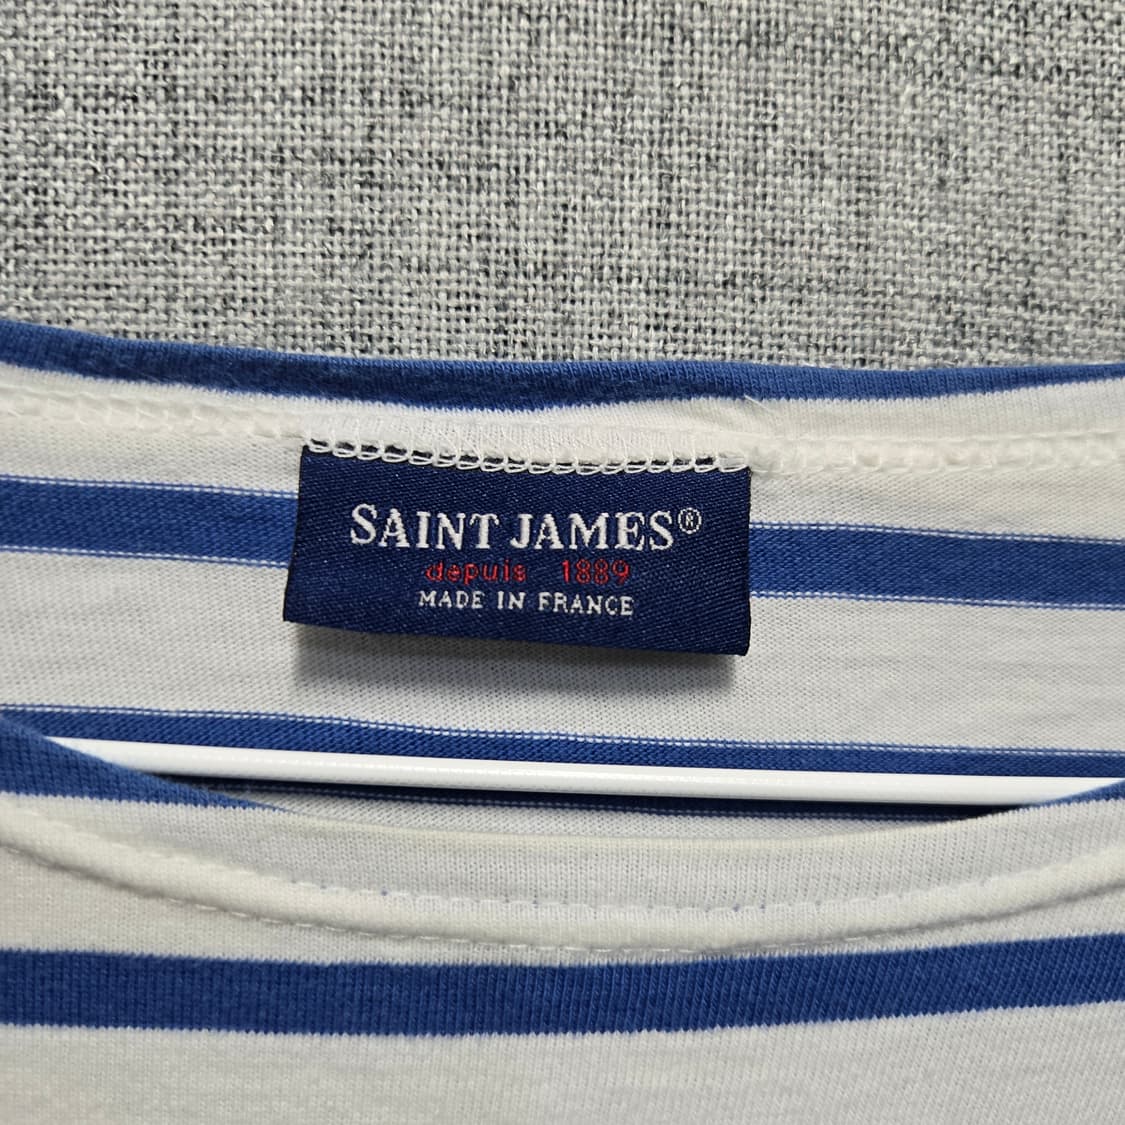 SAINT JAMES®
depuis 1889
MADE IN FRANCE